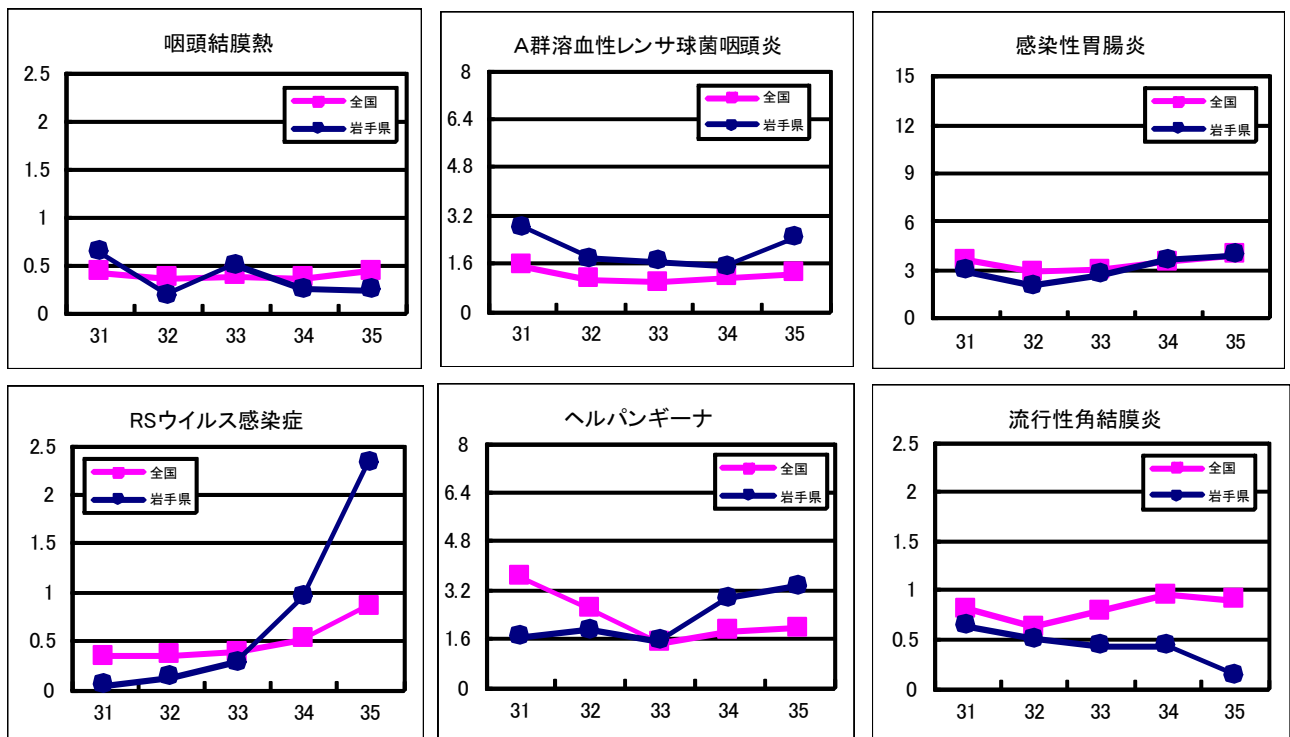 咽頭結膜熱
2.5
2
1.5
1
0.5
0
31 32 33 34 35
全国
岩手県
A群溶血性レンサ球菌咽頭炎
8
6.4
4.8
3.2
1.6
0
31 32 33 34 35
全国
岩手県
感染性胃腸炎
15
12
9
6
3
0
31 32 33 34 35
全国
岩手県
RSウイルス感染症
2.5
2
1.5
1
0.5
0
31 32 33 34 35
全国
岩手県
ヘルパンギーナ
8
6.4
4.8
3.2
1.6
0
31 32 33 34 35
全国
岩手県
流行性角結膜炎
2.5
2
1.5
1
0.5
0
31 32 33 34 35
全国
岩手県